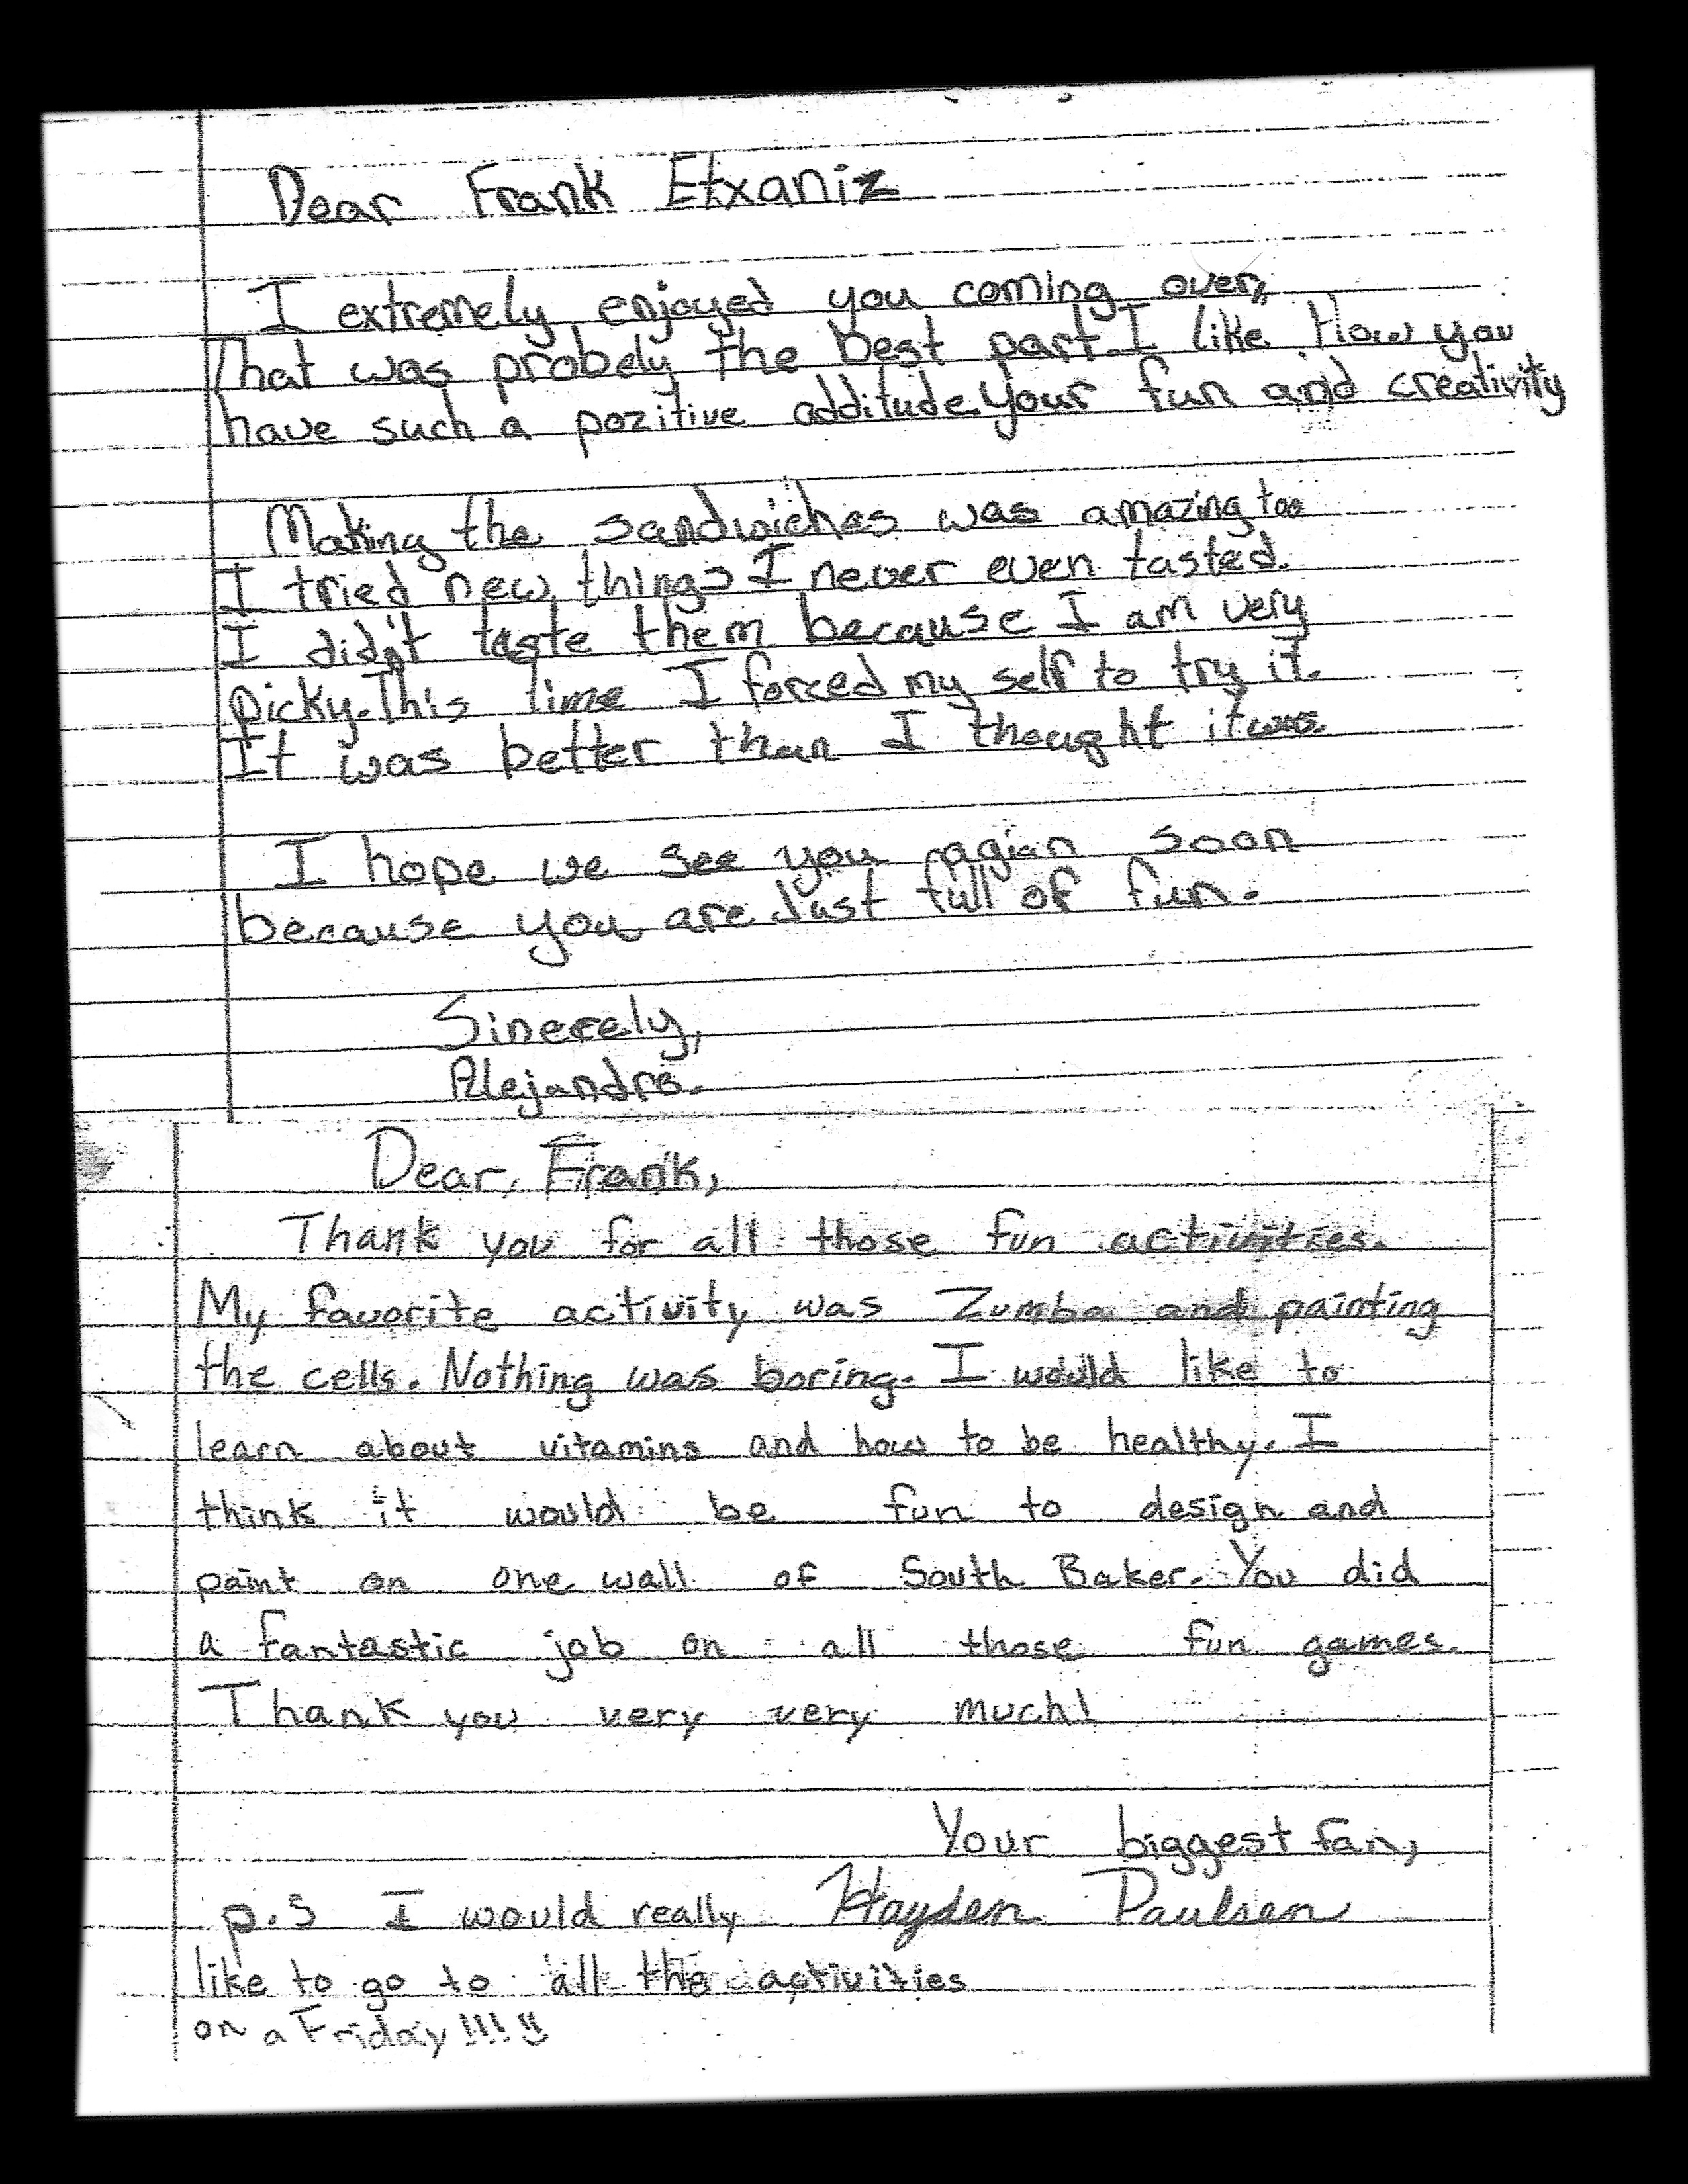 Dear Frank Etxaniz
I extremely enjoyed you coming over,
That was probely the best part. I like How you
have such a pozitive additude. Your fun and creativity
Making the sandwiches was amazing too
I tried new things I never even tasted.
I didn't taste them because I am very
picky. This time I forced my self to try it.
It was better than I thought it was.
I hope we see you agian soon
because you are Just full of fun.
Sincerely,
Alejandro.
Dear, Frank,
Thank you for all those fun activities.
My favorite activity was Zumba and painting
the cells. Nothing was boring. I would like to
learn about vitamins and how to be healthy. I
think it would be fun to design and
paint on one wall of South Baker. You did
a fantastic job on all those fun games.
Thank you very very much!
Your biggest fan,
Hayden Paulsen
p.s I would really
like to go to all the activities
on a Friday!!!!